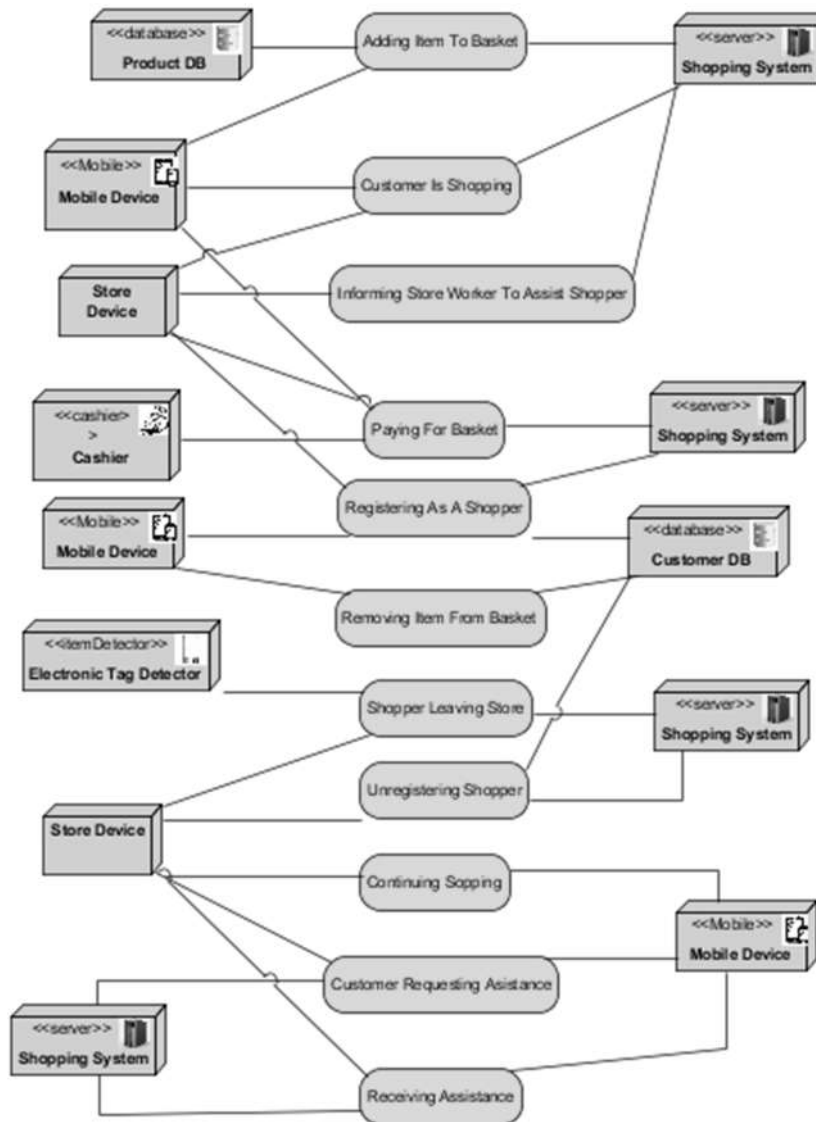 <<database>>
Product DB
Adding Item To Basket
<<server>>
Shopping System
<<Mobile>>
Mobile Device
Customer Is Shopping
Store
Device
Informing Store Worker To Assist Shopper
<<cashier>
>
Cashier
Paying For Basket
<<server>>
Shopping System
Registering As A Shopper
<<Mobile>>
Mobile Device
<<database>>
Customer DB
Removing Item From Basket
<<itemDetector>>
Electronic Tag Detector
Shopper Leaving Store
<<server>>
Shopping System
Unregistering Shopper
Store Device
Continuing Sopping
<<Mobile>>
Mobile Device
Customer Requesting Asistance
<<server>>
Shopping System
Receiving Assistance